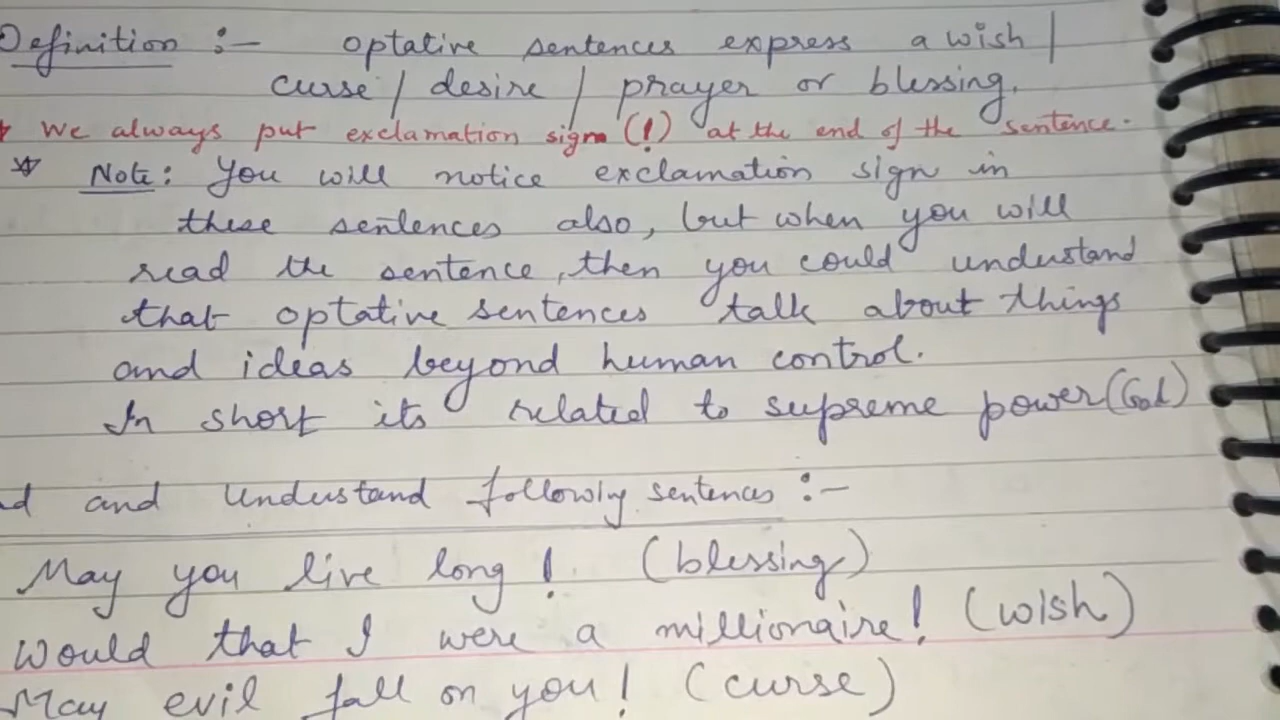 Definition :- optative sentences express a wish /
curse / desire / prayer or blessing.
* We always put exclamation sign (!) at the end of the sentence.
* Note: You will notice exclamation sign in
these sentences also, but when you will
read the sentence, then you could understand
that optative sentences talk about things
and ideas beyond human control.
In short its related to supreme power (God)
and understand following sentences :-
May you live long ! (blessing)
Would that I were a millionaire! (wish)
May evil fall on you! (curse)